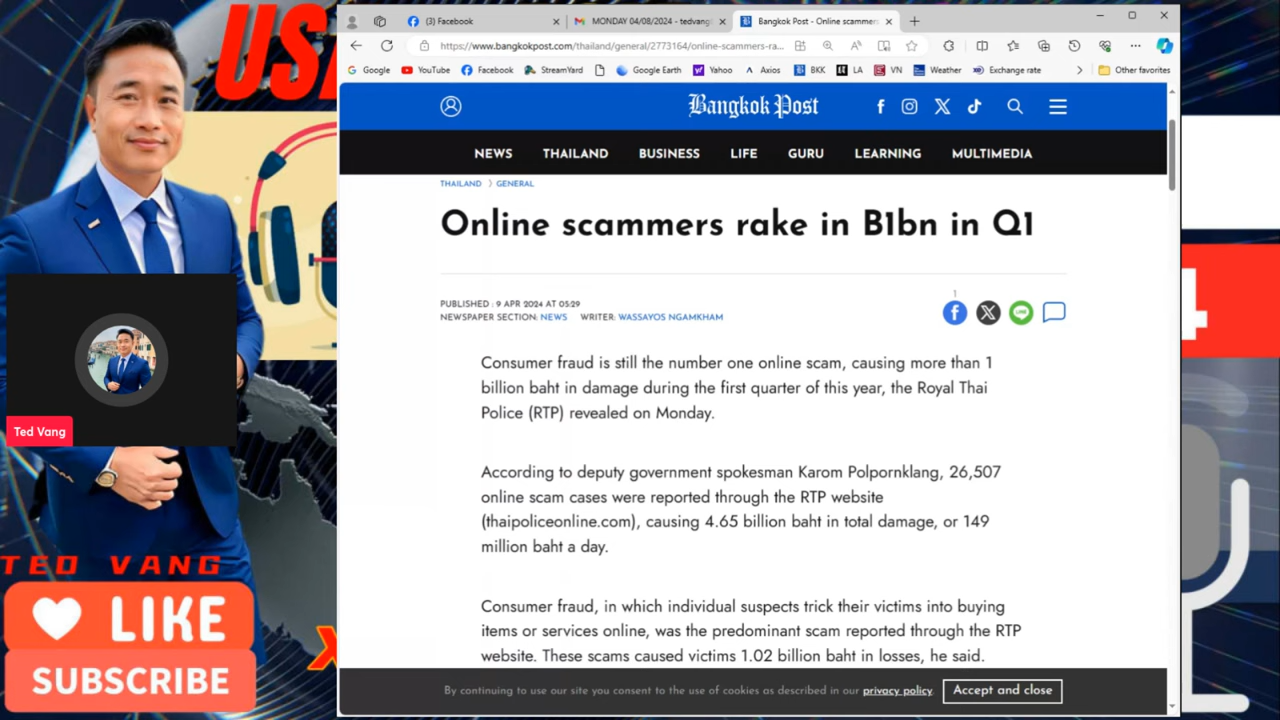 US
(3) Facebook
MONDAY 04/08/2024 - tedvang
Bangkok Post - Online scammers
https://www.bangkokpost.com/thailand/general/2773164/online-scammers-ra...
Google
YouTube
Facebook
StreamYard
Google Earth
Yahoo
Axios
BKK
LA
VN
Weather
Exchange rate
Other favorites
Bangkok Post
NEWS THAILAND BUSINESS LIFE GURU LEARNING MULTIMEDIA
THAILAND > GENERAL
Online scammers rake in B1bn in Q1
PUBLISHED : 9 APR 2024 AT 05:29
NEWSPAPER SECTION: NEWS WRITER: WASSAYOS NGAMKHAM
1
LINE
Consumer fraud is still the number one online scam, causing more than 1
billion baht in damage during the first quarter of this year, the Royal Thai
Police (RTP) revealed on Monday.
According to deputy government spokesman Karom Polpornklang, 26,507
online scam cases were reported through the RTP website
(thaipoliceonline.com), causing 4.65 billion baht in total damage, or 149
million baht a day.
Consumer fraud, in which individual suspects trick their victims into buying
items or services online, was the predominant scam reported through the RTP
website. These scams caused victims 1.02 billion baht in losses, he said.
By continuing to use our site you consent to the use of cookies as described in our privacy policy.
Accept and close
Ted Vang
TED VANG
LIKE
SUBSCRIBE